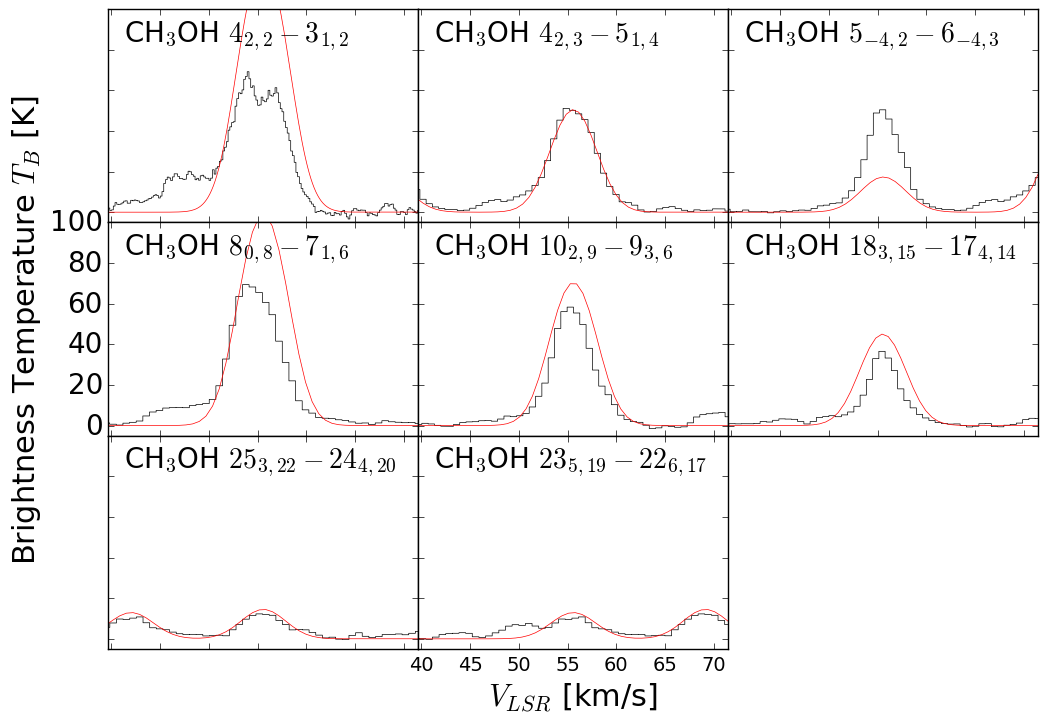 CH₃OH 4₂,₂ − 3₁,₂
CH₃OH 4₂,₃ − 5₁,₄
CH₃OH 5₋₄,₂ − 6₋₄,₃
CH₃OH 8₀,₈ − 7₁,₆
CH₃OH 10₂,₉ − 9₃,₆
CH₃OH 18₃,₁₅ − 17₄,₁₄
CH₃OH 25₃,₂₂ − 24₄,₂₀
CH₃OH 23₅,₁₉ − 22₆,₁₇
Brightness Temperature T_B [K]
100
80
60
40
20
0
40 45 50 55 60 65 70
V_LSR [km/s]